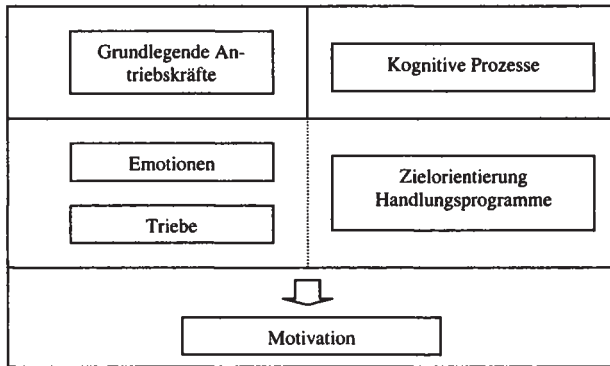 Grundlegende An-
triebskräfte
Kognitive Prozesse
Emotionen
Triebe
Zielorientierung
Handlungsprogramme
Motivation